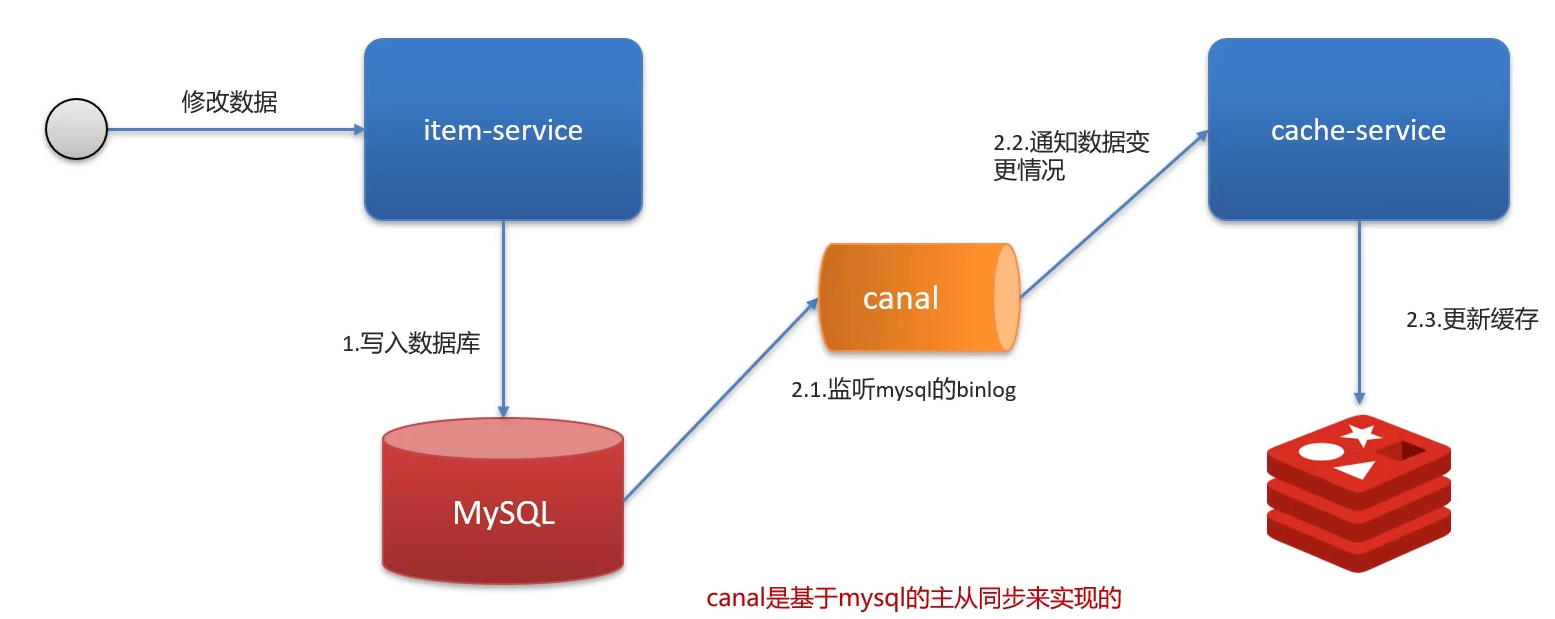 修改数据
item-service
cache-service
2.2.通知数据变
更情况
canal
1.写入数据库
2.3.更新缓存
2.1.监听mysql的binlog
MySQL
canal是基于mysql的主从同步来实现的